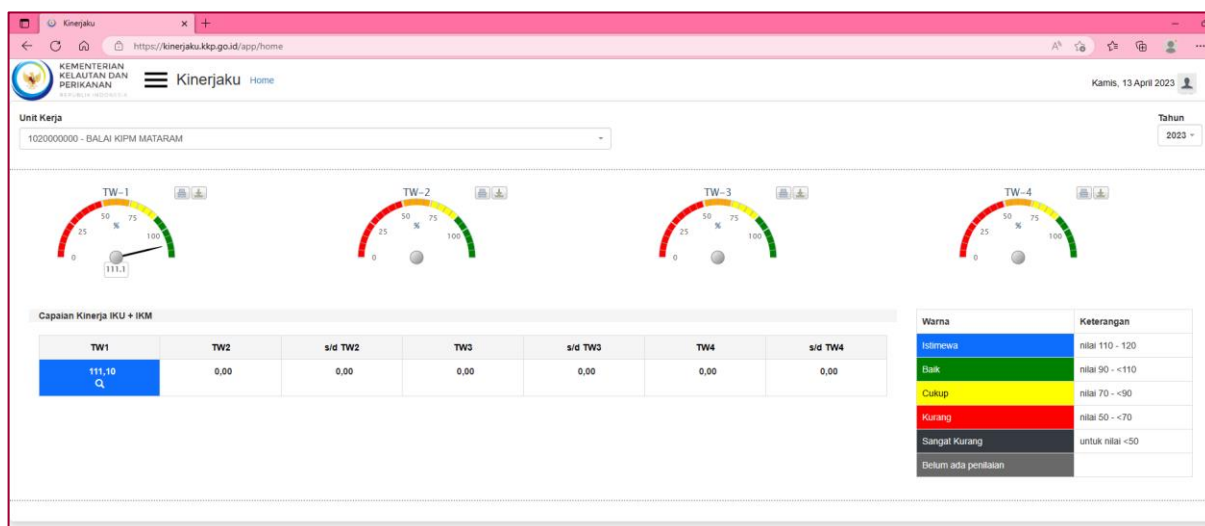 Kinerjaku
https://kinerjaku.kkp.go.id/app/home
KEMENTERIAN
KELAUTAN DAN
PERIKANAN
REPUBLIK INDONESIA
Kinerjaku Home
Kamis, 13 April 2023
Unit Kerja
Tahun
1020000000 - BALAI KIPM MATARAM
2023
TW-1
0 25 50 75 100
%
111.1
TW-2
0 25 50 75 100
%
TW-3
0 25 50 75 100
%
TW-4
0 25 50 75 100
%
Capaian Kinerja IKU + IKM
TW1 TW2 s/d TW2 TW3 s/d TW3 TW4 s/d TW4
111,10 0,00 0,00 0,00 0,00 0,00 0,00
Warna Keterangan
Istimewa nilai 110 - 120
Baik nilai 90 - <110
Cukup nilai 70 - <90
Kurang nilai 50 - <70
Sangat Kurang untuk nilai <50
Belum ada penilaian